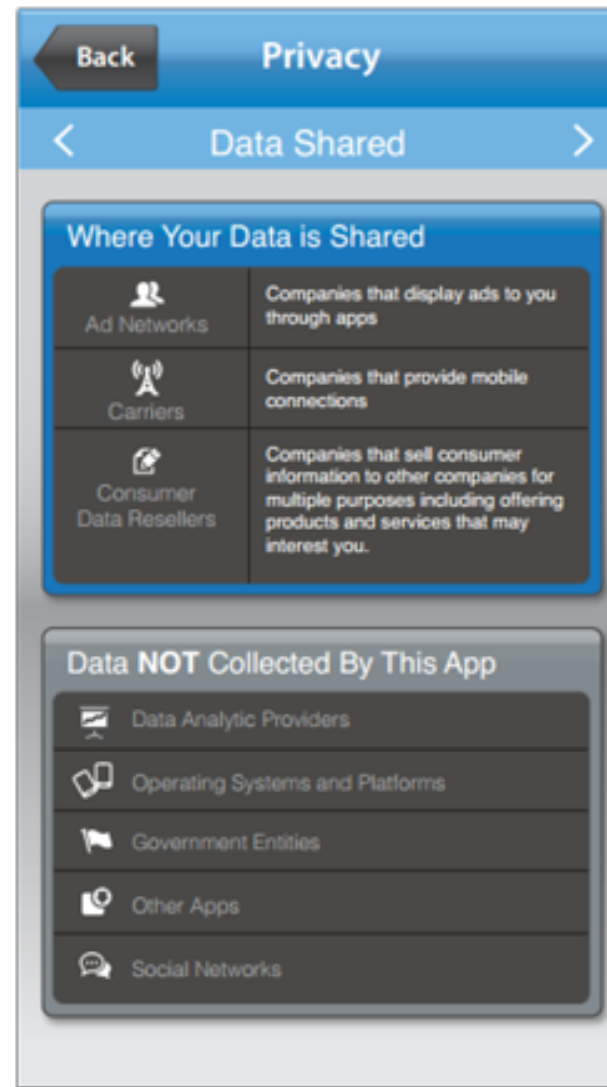 Back
Privacy
Data Shared
Where Your Data is Shared
Ad Networks
Companies that display ads to you
through apps
Carriers
Companies that provide mobile
connections
Consumer
Data Resellers
Companies that sell consumer
information to other companies for
multiple purposes including offering
products and services that may
interest you.
Data NOT Collected By This App
Data Analytic Providers
Operating Systems and Platforms
Government Entities
Other Apps
Social Networks